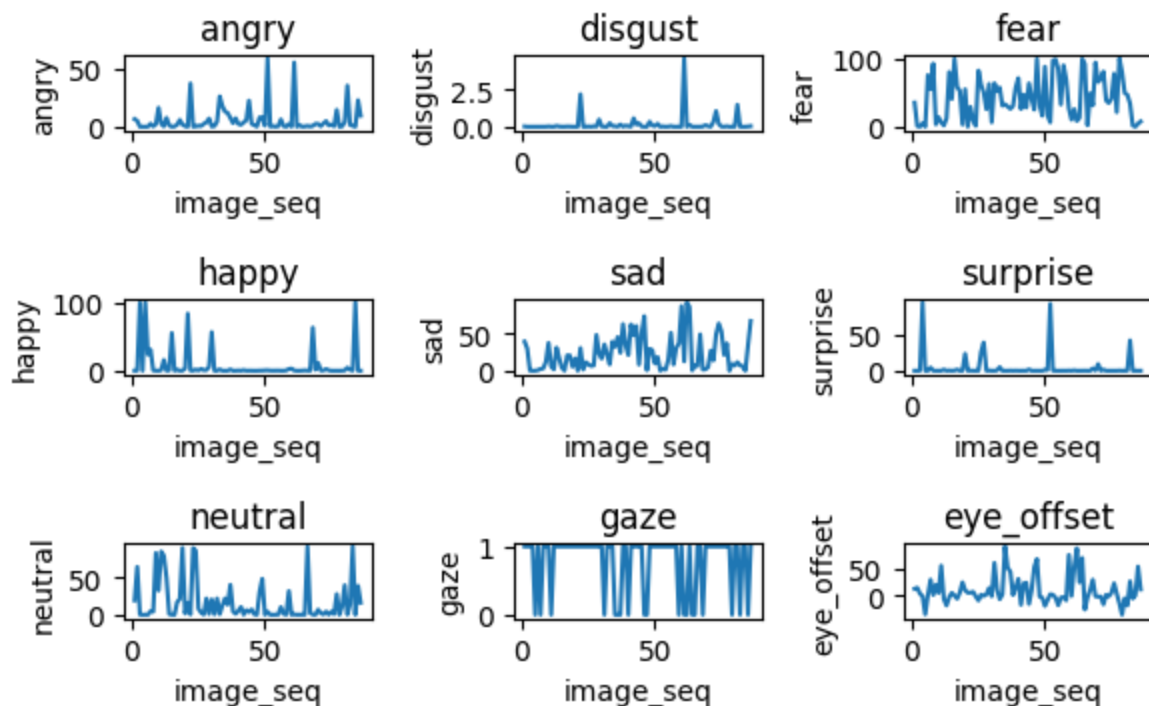 angry disgust fear
angry
50
0
0 50
image_seq
disgust
2.5
0.0
0 50
image_seq
fear
100
0
0 50
image_seq
happy sad surprise
happy
100
0
0 50
image_seq
sad
50
0
0 50
image_seq
surprise
50
0
0 50
image_seq
neutral gaze eye_offset
neutral
50
0
0 50
image_seq
gaze
1
0
0 50
image_seq
eye_offset
50
0
0 50
image_seq